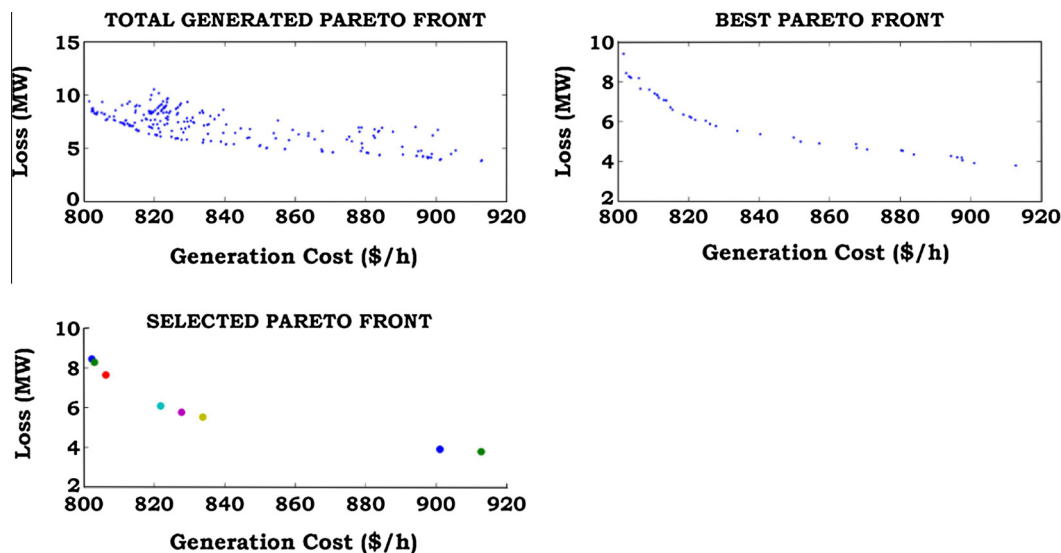 TOTAL GENERATED PARETO FRONT
15
10
5
0
Loss (MW)
800 820 840 860 880 900 920
Generation Cost ($/h)
BEST PARETO FRONT
10
8
6
4
2
Loss (MW)
800 820 840 860 880 900 920
Generation Cost ($/h)
SELECTED PARETO FRONT
10
8
6
4
2
Loss (MW)
800 820 840 860 880 900 920
Generation Cost ($/h)